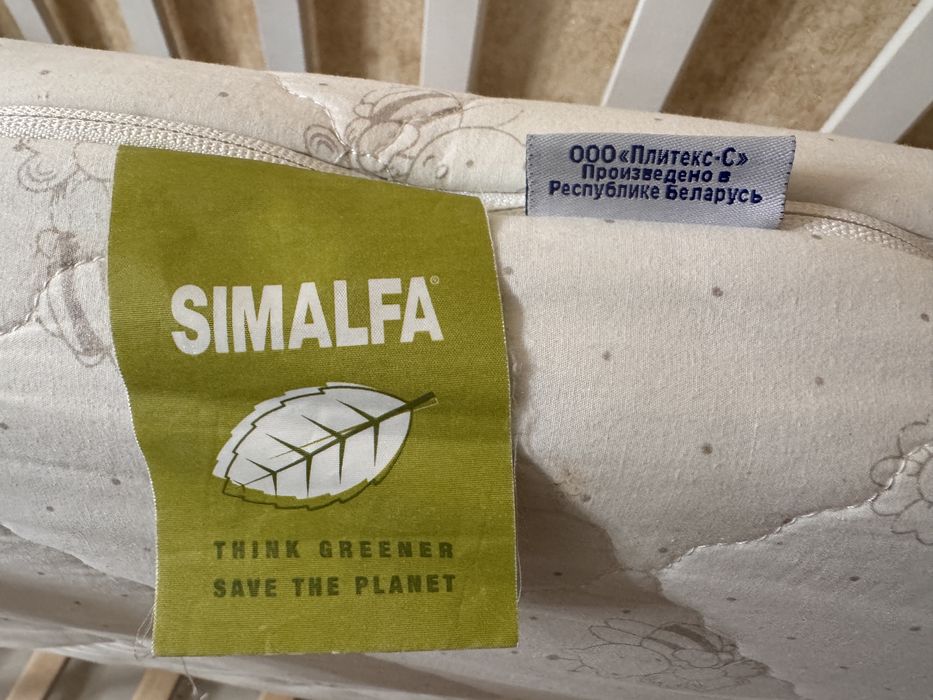 ООО «Плитекс-С»
Произведено в
Республике Беларусь
SIMALFA®
THINK GREENER
SAVE THE PLANET